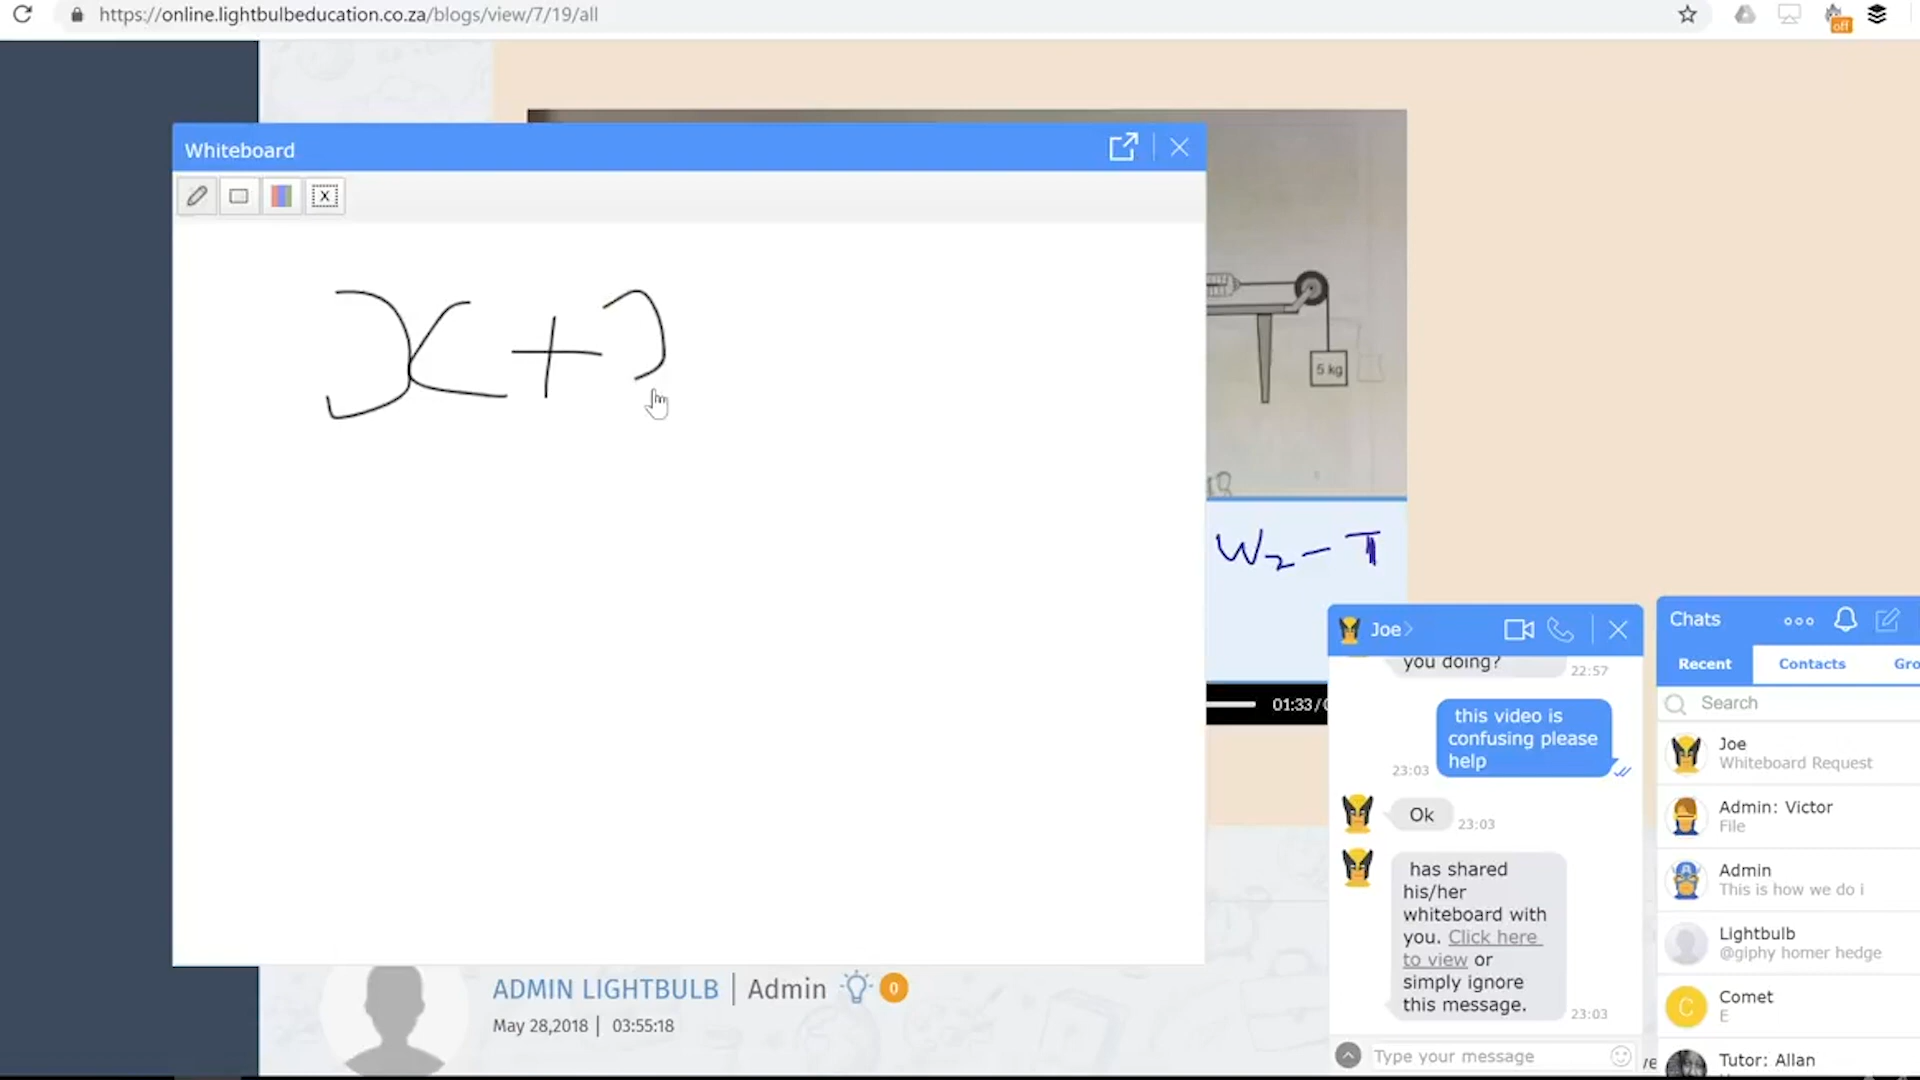 https://online.lightbulbeducation.co.za/blogs/view/7/19/all
off
Whiteboard
X
x+
5 kg
W2 - T
01:33/
ADMIN LIGHTBULB | Admin 0
May 28,2018 | 03:55:18
Joe
you doing?
22:57
this video is
confusing please
help
23:03
Ok
23:03
has shared
his/her
whiteboard with
you. Click here
to view or
simply ignore
this message.
23:03
Type your message
Chats
Recent Contacts Gro
Search
Joe
Whiteboard Request
Admin: Victor
File
Admin
This is how we do i
Lightbulb
@giphy homer hedge
C
Comet
E
Tutor: Allan